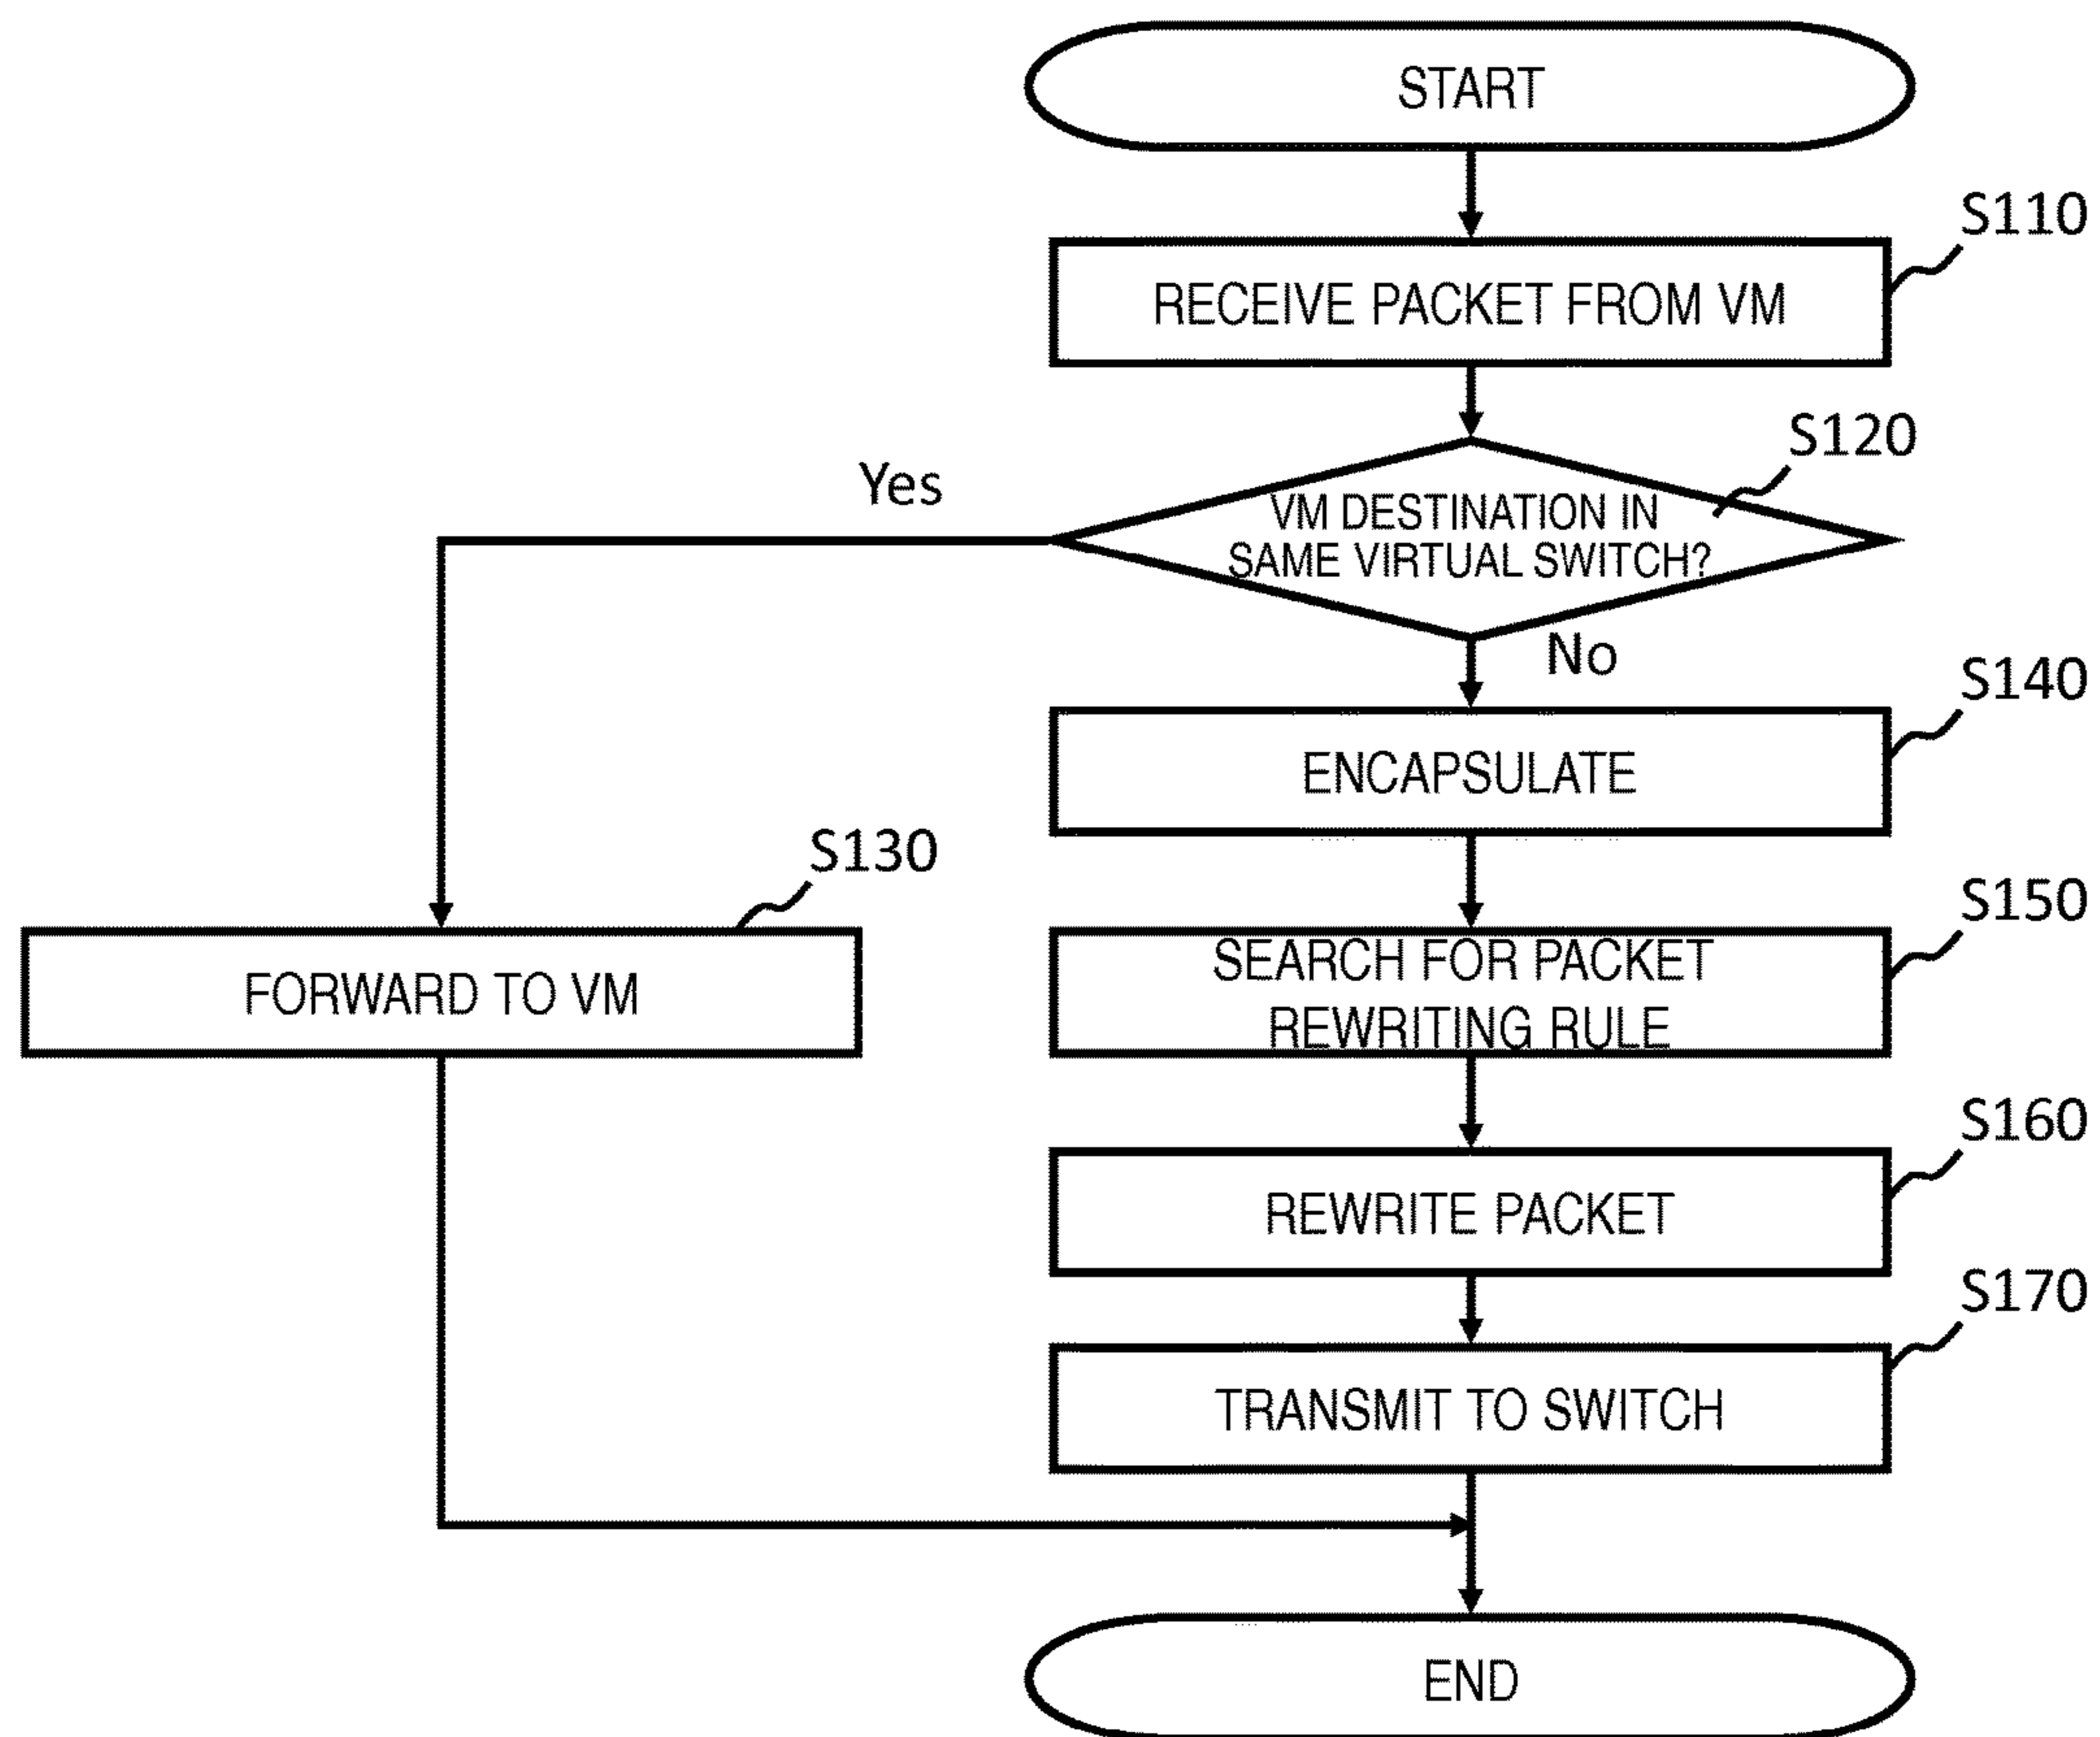 START
S110
RECEIVE PACKET FROM VM
S120
Yes
VM DESTINATION IN
SAME VIRTUAL SWITCH?
No
S140
ENCAPSULATE
S130
FORWARD TO VM
S150
SEARCH FOR PACKET
REWRITING RULE
S160
REWRITE PACKET
S170
TRANSMIT TO SWITCH
END